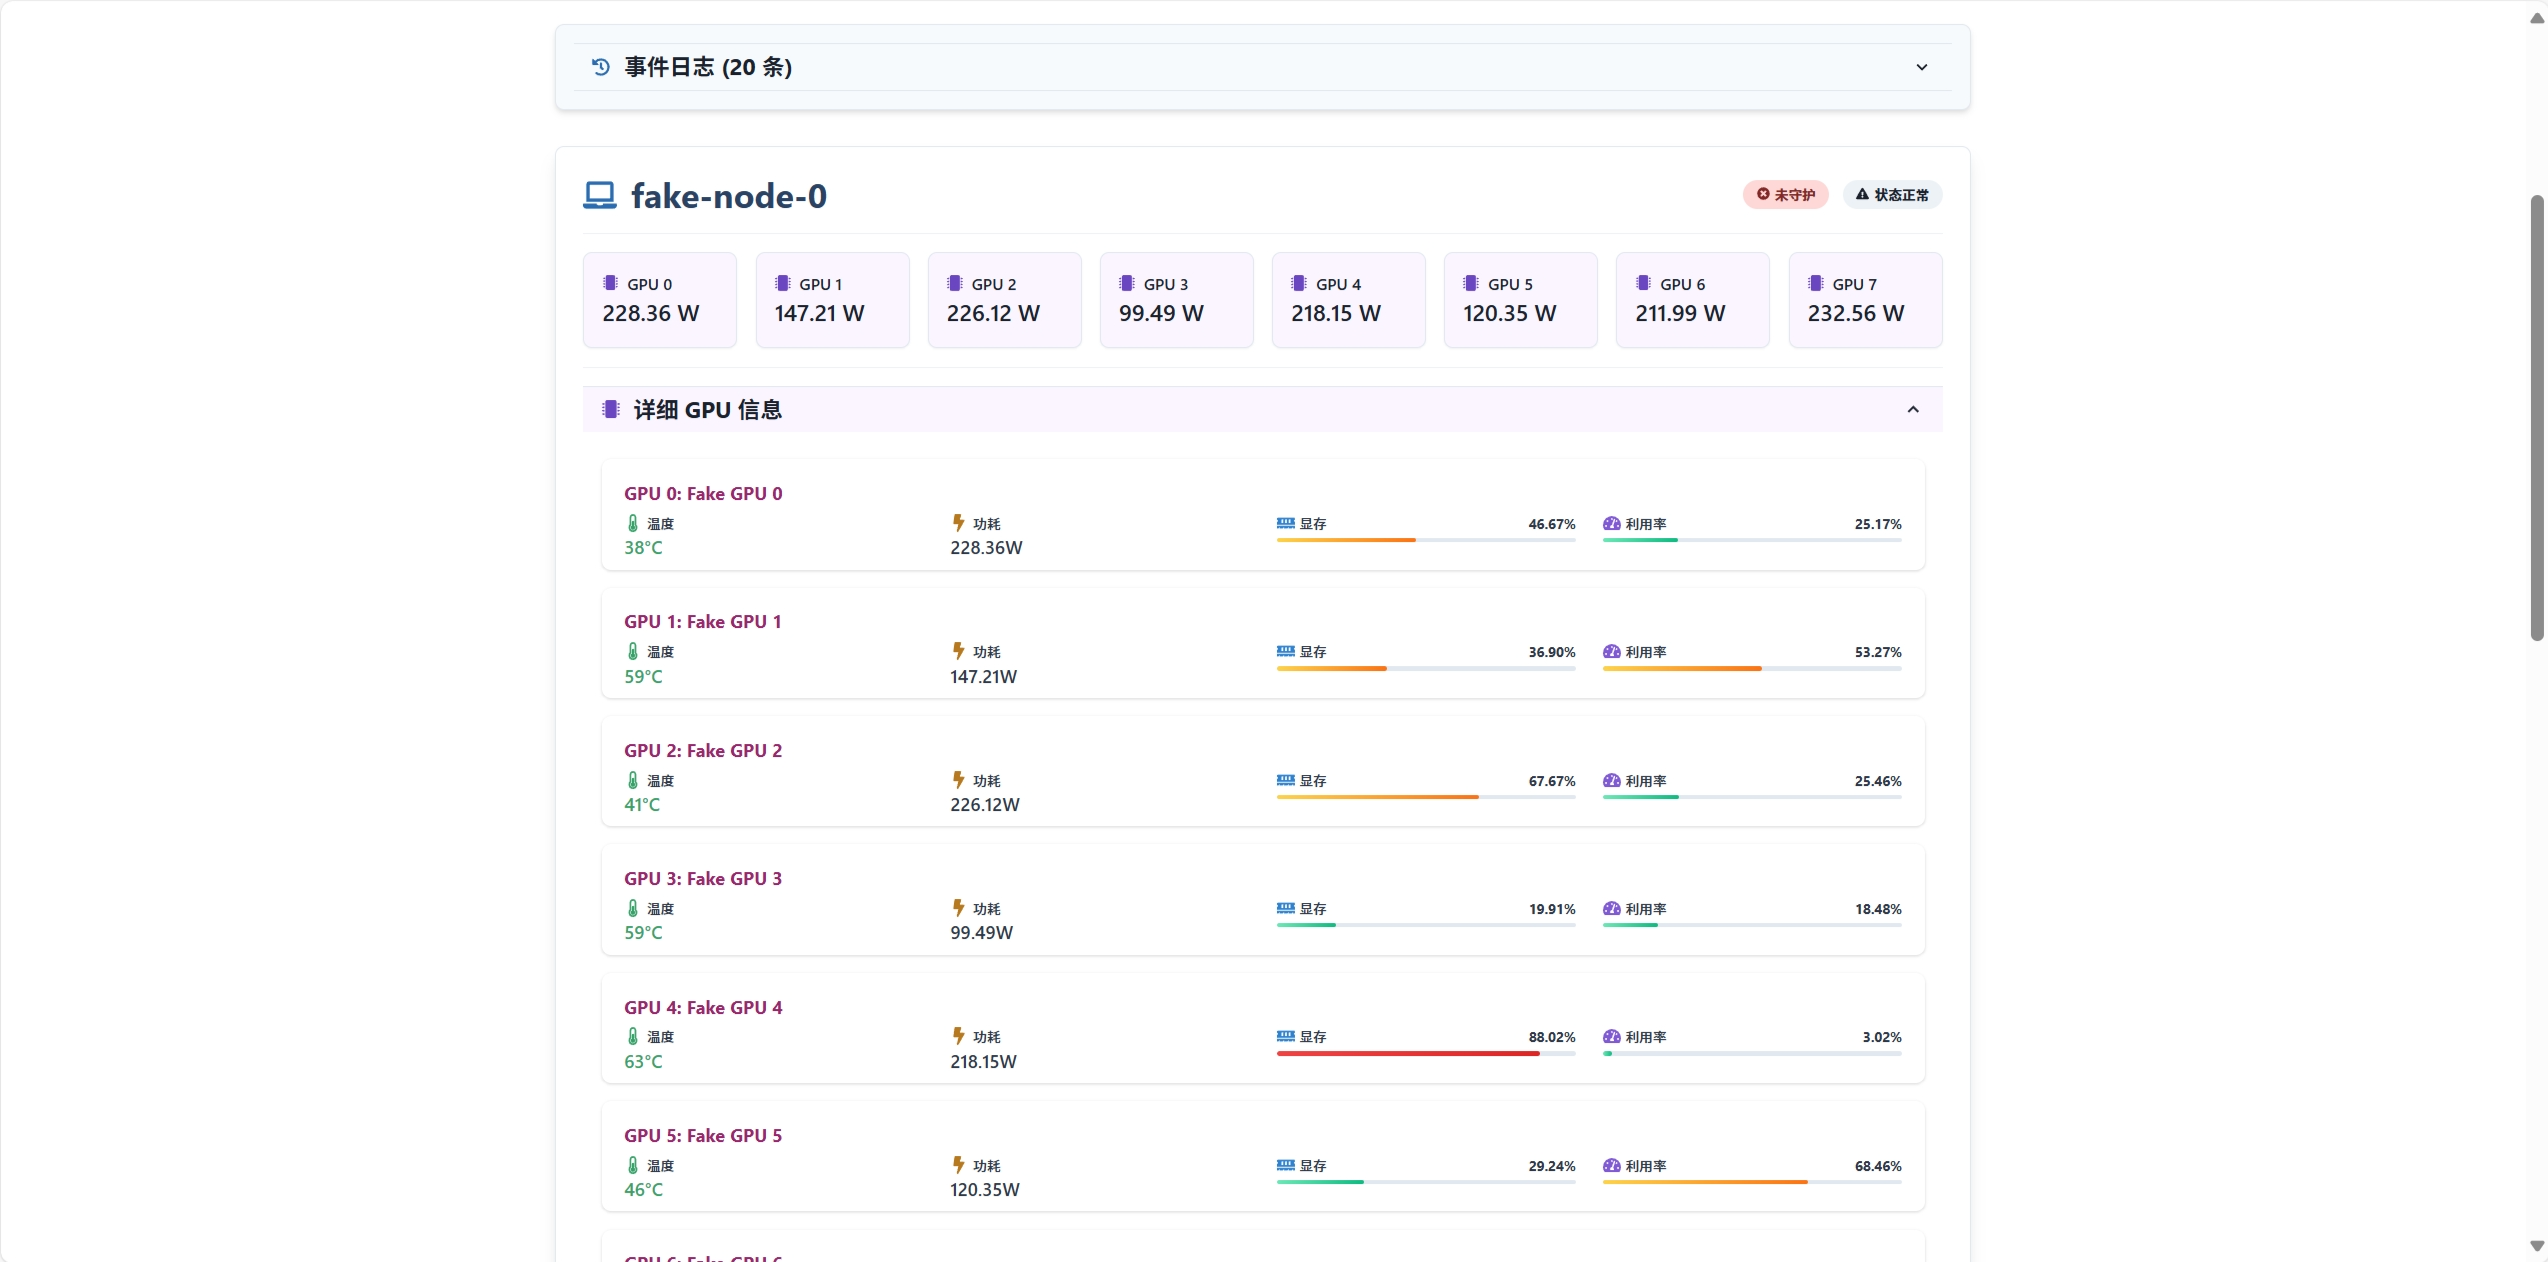 事件日志 (20 条)
fake-node-0
未守护
状态正常
GPU 0
228.36 W
GPU 1
147.21 W
GPU 2
226.12 W
GPU 3
99.49 W
GPU 4
218.15 W
GPU 5
120.35 W
GPU 6
211.99 W
GPU 7
232.56 W
详细 GPU 信息
GPU 0: Fake GPU 0
温度
38°C
功耗
228.36W
显存 46.67%
利用率 25.17%
GPU 1: Fake GPU 1
温度
59°C
功耗
147.21W
显存 36.90%
利用率 53.27%
GPU 2: Fake GPU 2
温度
41°C
功耗
226.12W
显存 67.67%
利用率 25.46%
GPU 3: Fake GPU 3
温度
59°C
功耗
99.49W
显存 19.91%
利用率 18.48%
GPU 4: Fake GPU 4
温度
63°C
功耗
218.15W
显存 88.02%
利用率 3.02%
GPU 5: Fake GPU 5
温度
46°C
功耗
120.35W
显存 29.24%
利用率 68.46%
GPU 6: Fake GPU 6